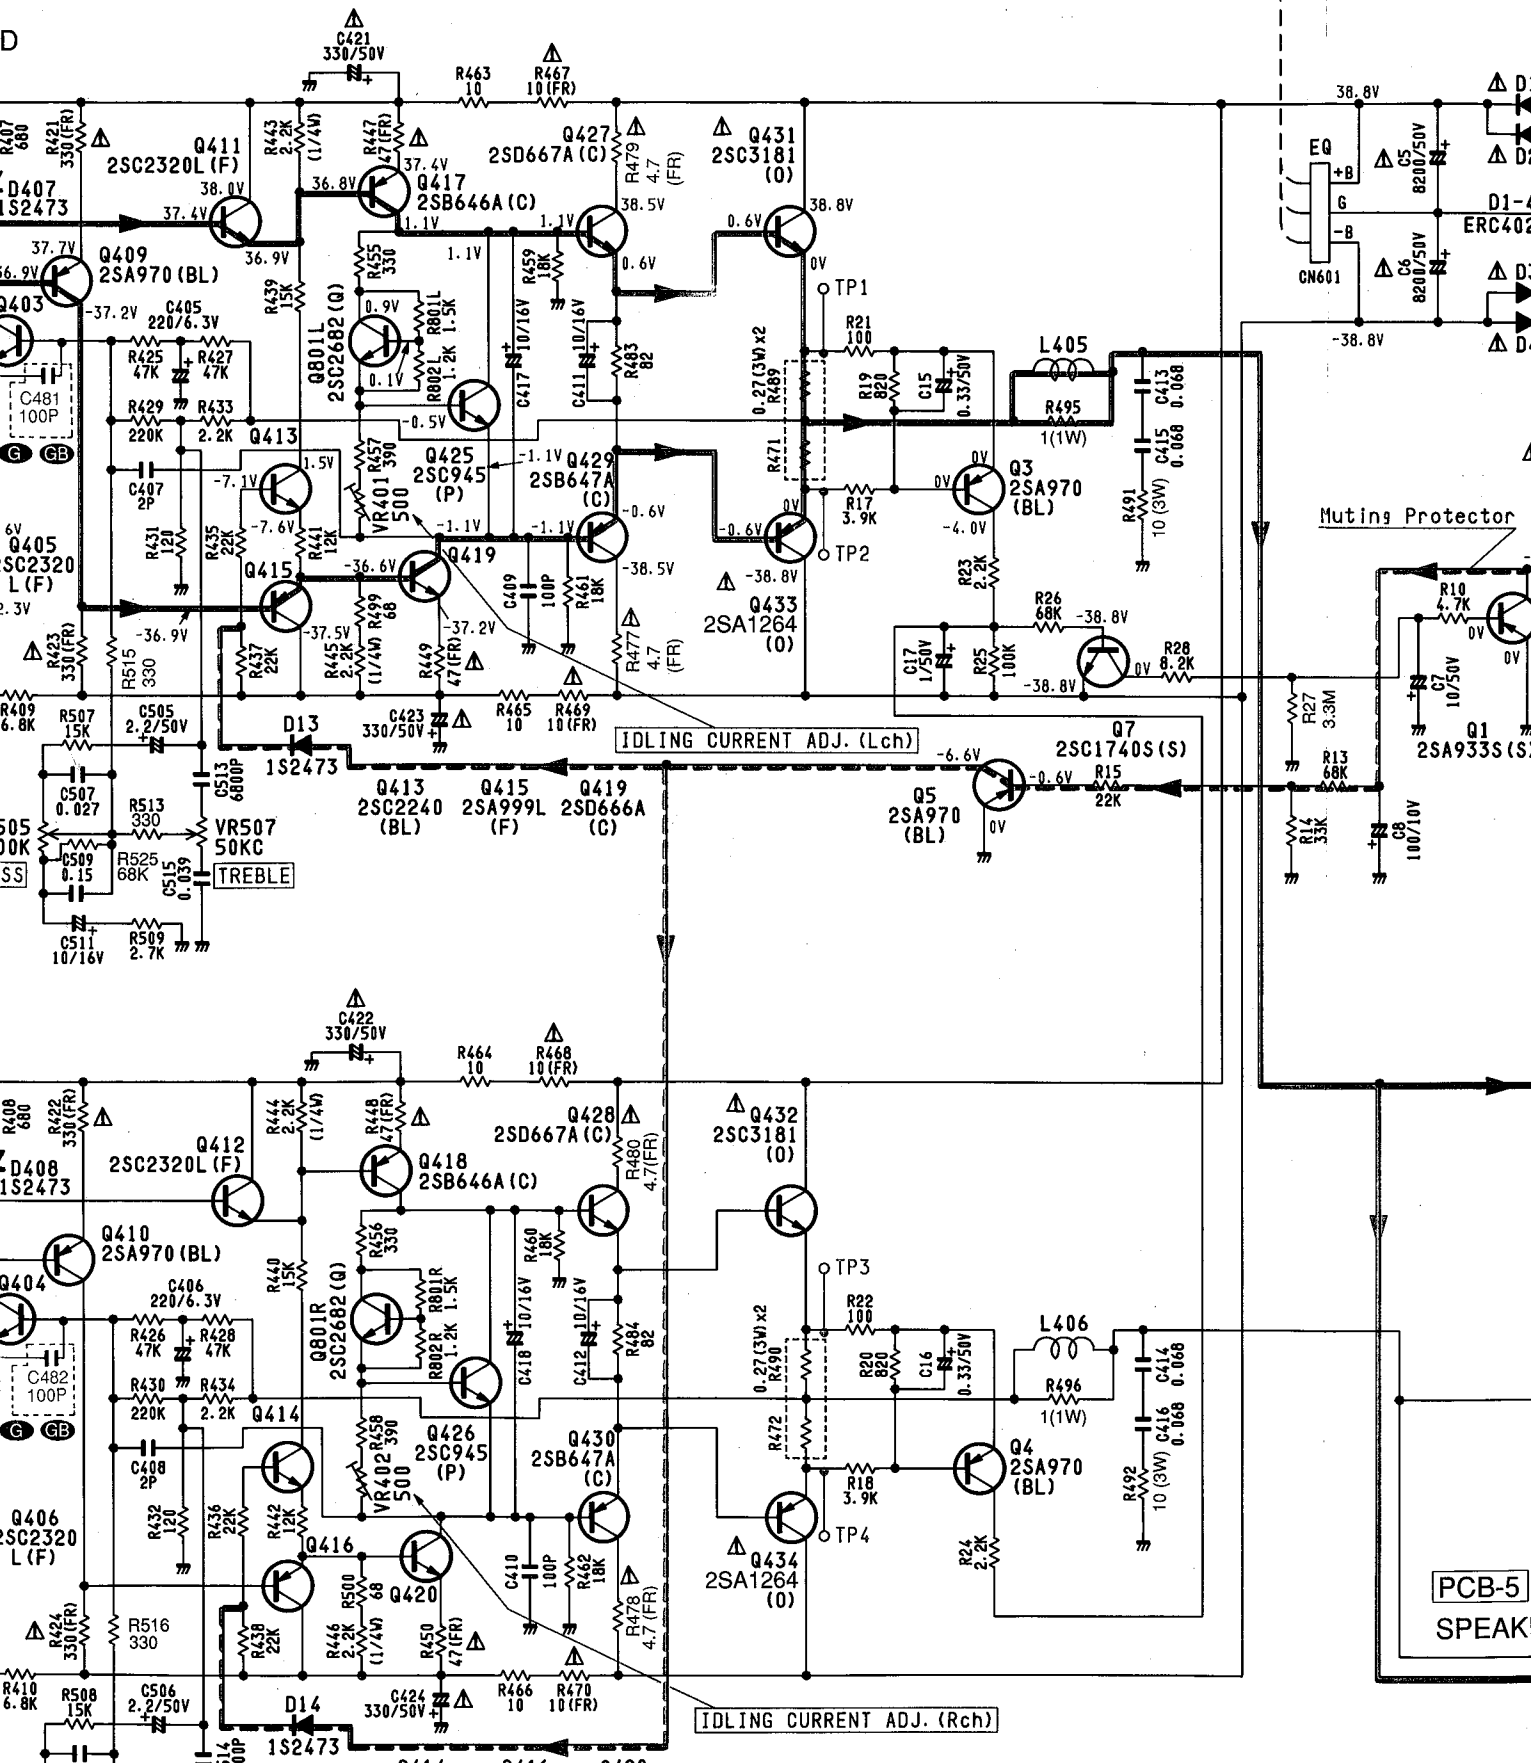 D
C421
330/50V
R463
10
R467
10(FR)
R407
680
R421
330(FR)
Q411
2SC2320L(F)
R443
2.2K
(1/4W)
R447
47(FR)
Q427
2SD667A(C)
R479
4.7
(FR)
Q431
2SC3181
(O)
38.8V
EQ
+B
G
-B
CN601
C5
8200/50V
C6
8200/50V
D1-4
ERC402
-38.8V
D407
1S2473
37.4V
38.0V
36.8V
37.4V
Q417
2SB646A(C)
1.1V
1.1V
38.5V
0.6V
38.8V
37.7V
Q409
2SA970(BL)
36.9V
36.9V
R439
15K
R455
330
1.1V
R459
18K
0.6V
0V
TP1
Q403
-37.2V
C405
220/6.3V
R425
47K
R427
47K
Q801L
2SC2682(Q)
0.9V
0.1V
R801L
1.5K
R802L
1.2K
C417
10/16V
C411
10/16V
R483
82
0.27(3W)x2
R489
R471
R21
100
R19
820
C15
0.33/50V
L405
R495
1(1W)
C413
0.068
C415
0.068
R491
10(3W)
C481
100P
G GB
R429
220K
R433
2.2K
Q413
-0.5V
R457
390
Q425
2SC945
(P)
-1.1V
Q429
2SB647A
(C)
0V
Q3
2SA970
(BL)
0V
C407
2P
-7.1V
1.5V
VR401
500
0V
R17
3.9K
-4.0V
Muting Protector
6V
Q405
2SC2320
L(F)
R431
120
R435
22K
-7.6V
R441
12K
-1.1V
-1.1V
-0.6V
-0.6V
TP2
Q415
-36.6V
Q419
C409
100P
R461
18K
-38.5V
-38.8V
Q433
2SA1264
(O)
R23
2.2K
R26
68K
-38.8V
R10
4.7K
0V
2.3V
-36.9V
-37.5V
R499
68
-37.2V
R423
330(FR)
R515
330
R437
22K
R445
2.2K
(1/4W)
R449
47(FR)
R477
4.7
(FR)
C17
1/50V
R25
100K
-38.8V
0V
R28
8.2K
0V
C7
10/50V
R409
6.8K
R507
15K
C505
2.2/50V
D13
1S2473
C423
330/50V
R465
10
R469
10(FR)
IDLING CURRENT ADJ.(Lch)
Q7
2SC1740S(S)
R27
3.3M
Q1
2SA933S(S)
C507
0.027
C513
6800P
Q413
2SC2240
(BL)
Q415
2SA999L
(F)
Q419
2SD666A
(C)
-6.6V
Q5
2SA970
(BL)
0V
-0.6V
R15
22K
R13
68K
R14
33K
C8
100/10V
R513
330
VR507
50KC
C509
0.15
R525
68K
C515
0.039
TREBLE
C511
10/16V
R509
2.7K
C422
330/50V
R464
10
R468
10(FR)
R408
680
R422
330(FR)
Q412
2SC2320L(F)
R444
2.2K
(1/4W)
R448
47(FR)
Q428
2SD667A(C)
R480
4.7(FR)
Q432
2SC3181
(O)
D408
1S2473
Q418
2SB646A(C)
Q410
2SA970(BL)
R440
15K
R456
330
R460
18K
TP3
Q404
C406
220/6.3V
R426
47K
R428
47K
Q801R
2SC2682(Q)
R801R
1.5K
R802R
1.2K
C418
10/16V
C412
10/16V
R484
82
0.27(3W)x2
R490
R472
R22
100
R20
820
C16
0.33/50V
L406
R496
1(1W)
C414
0.068
C416
0.068
R492
10(3W)
C482
100P
G GB
R430
220K
R434
2.2K
Q414
R458
390
Q426
2SC945
(P)
Q430
2SB647A
(C)
Q4
2SA970
(BL)
C408
2P
VR402
500
R18
3.9K
Q406
2SC2320
L(F)
R432
120
R436
22K
R442
12K
TP4
Q416
R500
68
Q420
C410
100P
R462
18K
Q434
2SA1264
(O)
R24
2.2K
PCB-5
R424
330(FR)
R516
330
R438
22K
R446
2.2K
(1/4W)
R450
47(FR)
R478
4.7(FR)
R410
6.8K
R508
15K
C506
2.2/50V
D14
1S2473
C424
330/50V
R466
10
R470
10(FR)
IDLING CURRENT ADJ.(Rch)